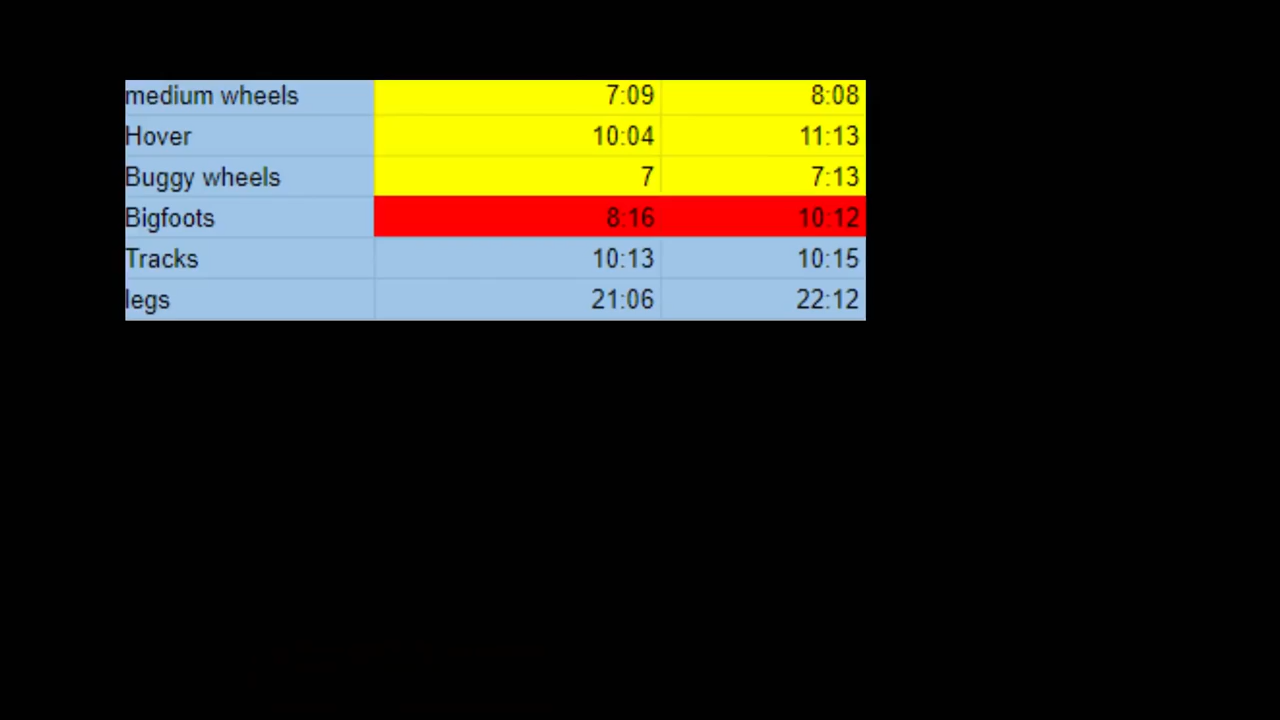 medium wheels 7:09 8:08
Hover 10:04 11:13
Buggy wheels 7 7:13
Bigfoots 8:16 10:12
Tracks 10:13 10:15
legs 21:06 22:12